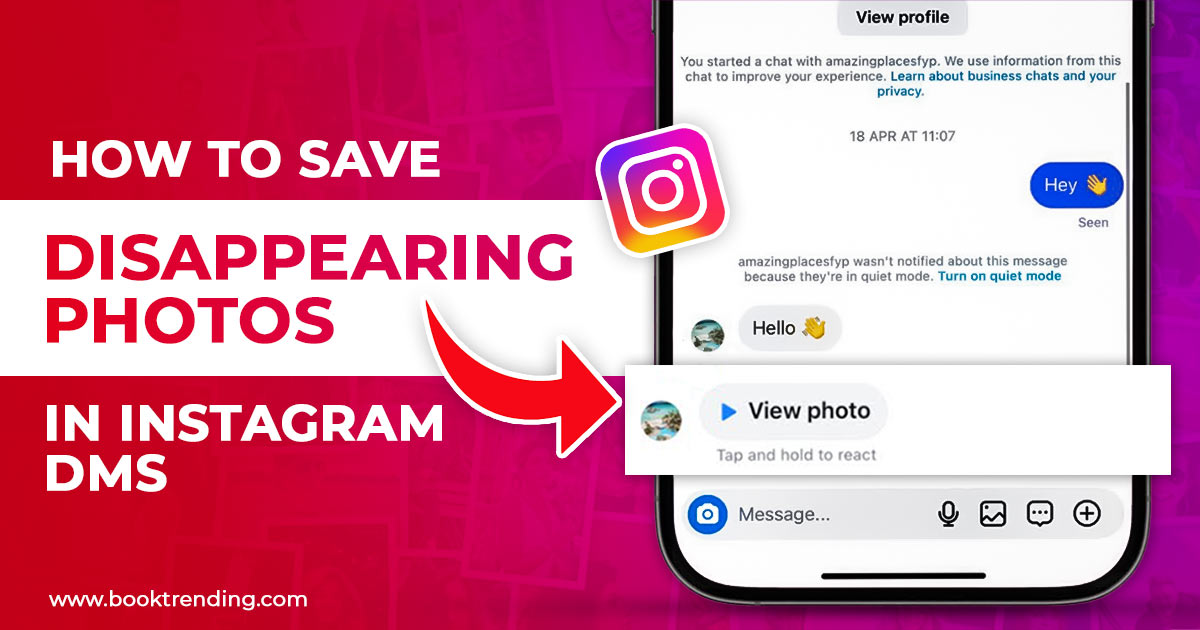 HOW TO SAVE
DISAPPEARING
PHOTOS
IN INSTAGRAM
DMS
www.booktrending.com
View profile
You started a chat with amazingplacesfyp. We use information from this
chat to improve your experience. Learn about business chats and your
privacy.
18 APR AT 11:07
Hey 👋
Seen
amazingplacesfyp wasn't notified about this message
because they're in quiet mode. Turn on quiet mode
Hello 👋
View photo
Tap and hold to react
Message...